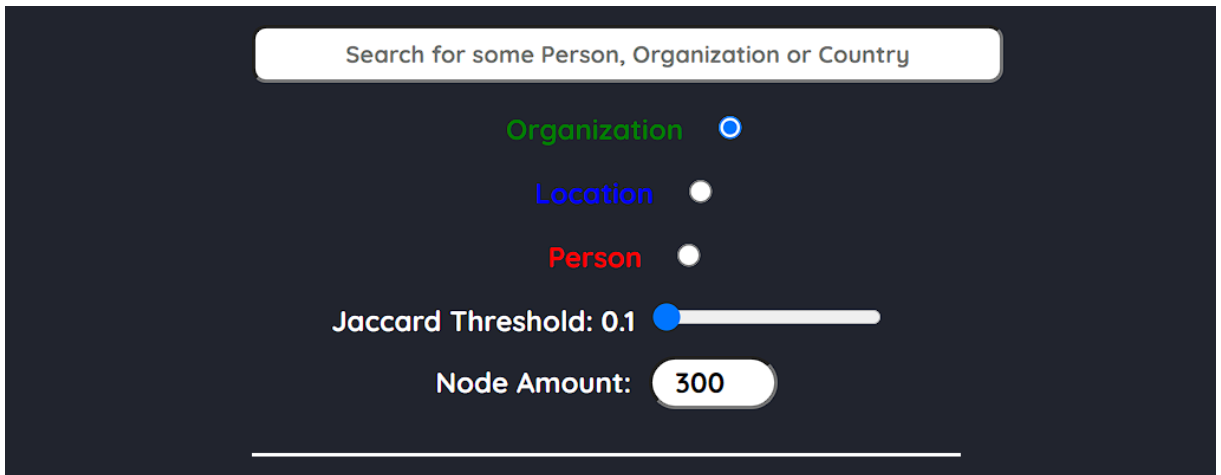 Search for some Person, Organization or Country
Organization
Location
Person
Jaccard Threshold: 0.1
Node Amount: 300